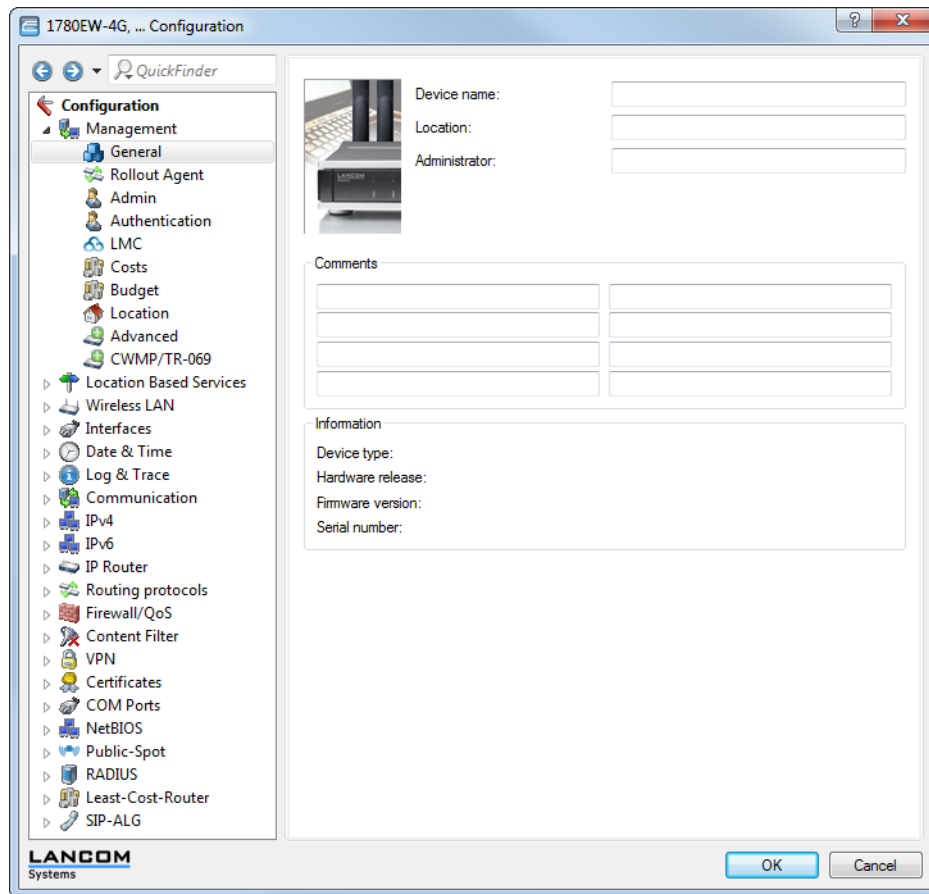 1780EW-4G, ... Configuration
QuickFinder
Configuration
Management
General
Rollout Agent
Admin
Authentication
LMC
Costs
Budget
Location
Advanced
CWMP/TR-069
Location Based Services
Wireless LAN
Interfaces
Date & Time
Log & Trace
Communication
IPv4
IPv6
IP Router
Routing protocols
Firewall/QoS
Content Filter
VPN
Certificates
COM Ports
NetBIOS
Public-Spot
RADIUS
Least-Cost-Router
SIP-ALG
LANCOM
Device name:
Location:
Administrator:
Comments
Information
Device type:
Hardware release:
Firmware version:
Serial number:
LANCOM
Systems
OK
Cancel